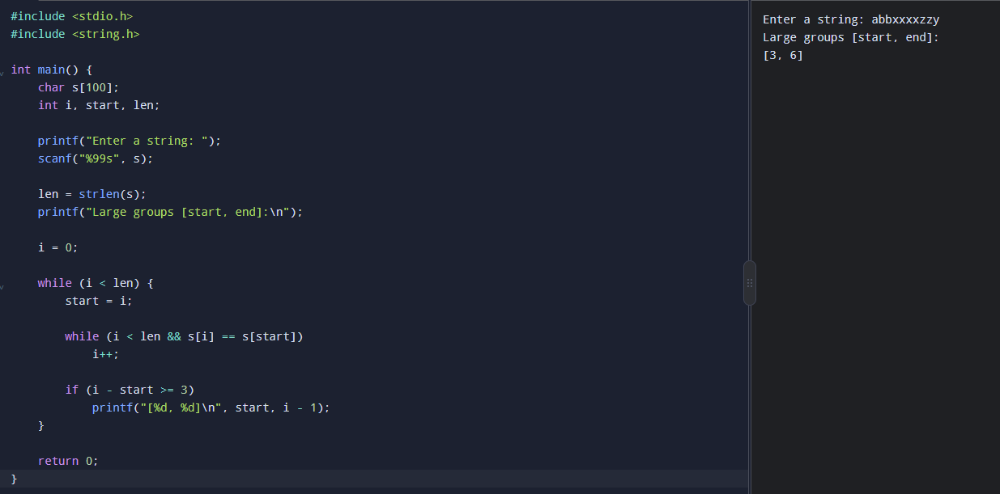 #include <stdio.h>
#include <string.h>
int main() {
    char s[100];
    int i, start, len;
    printf("Enter a string: ");
    scanf("%99s", s);
    len = strlen(s);
    printf("Large groups [start, end]:\n");
    i = 0;
    while (i < len) {
        start = i;
        while (i < len && s[i] == s[start])
            i++;
        if (i - start >= 3)
            printf("[%d, %d]\n", start, i - 1);
    }
    return 0;
}
Enter a string: abbxxxxzzy
Large groups [start, end]:
[3, 6]